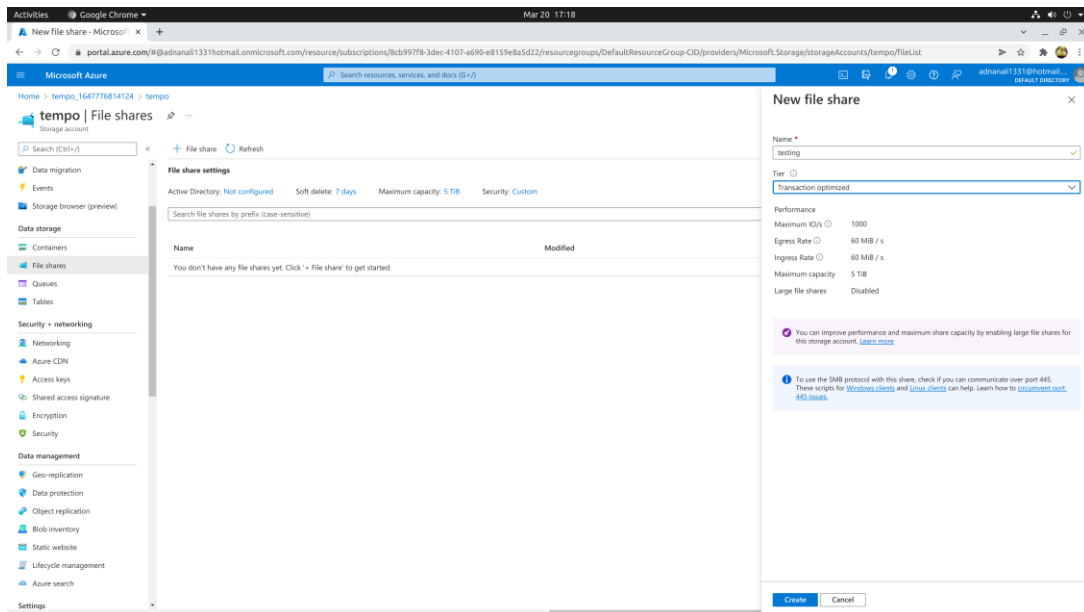 Activities Google Chrome Mar 20 17:18
New file share - Microsof
portal.azure.com/#@adnanali1331hotmail.onmicrosoft.com/resource/subscriptions/8cb997f8-3dec-4107-a690-e8159e8a5d22/resourcegroups/DefaultResourceGroup-CID/providers/Microsoft.Storage/storageAccounts/tempo/fileList
Microsoft Azure
Search resources, services, and docs (G+/)
adnanali1331@hotmail....
DEFAULT DIRECTORY
Home > tempo_1647776814124 > tempo
tempo | File shares
Storage account
Search (Ctrl+/)
Data migration
Events
Storage browser (preview)
Data storage
Containers
File shares
Queues
Tables
Security + networking
Networking
Azure CDN
Access keys
Shared access signature
Encryption
Security
Data management
Geo-replication
Data protection
Object replication
Blob inventory
Static website
Lifecycle management
Azure search
Settings
File share Refresh
File share settings
Active Directory: Not configured Soft delete: 7 days Maximum capacity: 5 TiB Security: Custom
Search file shares by prefix (case-sensitive)
Name Modified
You don't have any file shares yet. Click '+ File share' to get started.
New file share
Name *
testing
Tier
Transaction optimized
Performance
Maximum IO/s 1000
Egress Rate 60 MiB / s
Ingress Rate 60 MiB / s
Maximum capacity 5 TiB
Large file shares Disabled
You can improve performance and maximum share capacity by enabling large file shares for
this storage account. Learn more
To use the SMB protocol with this share, check if you can communicate over port 445.
These scripts for Windows clients and Linux clients can help. Learn how to circumvent port
445 issues.
Create Cancel